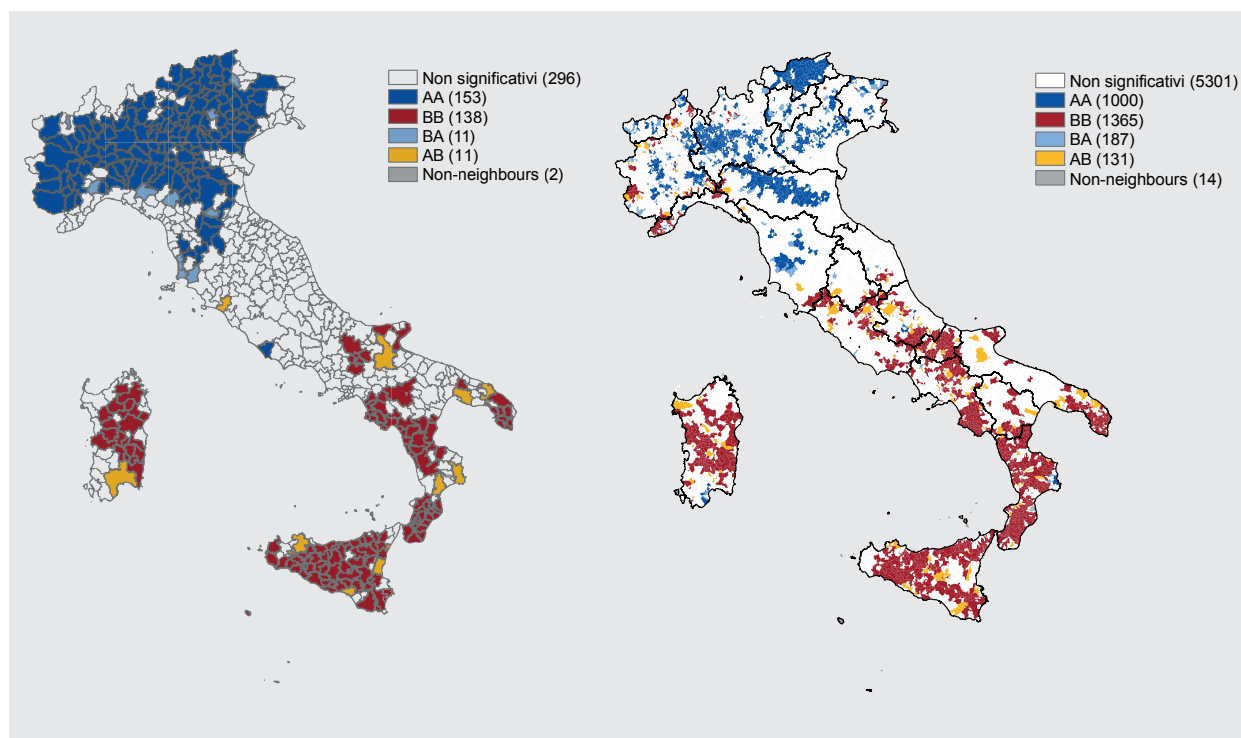 Non significativi (296)
AA (153)
BB (138)
BA (11)
AB (11)
Non-neighbours (2)
Non significativi (5301)
AA (1000)
BB (1365)
BA (187)
AB (131)
Non-neighbours (14)